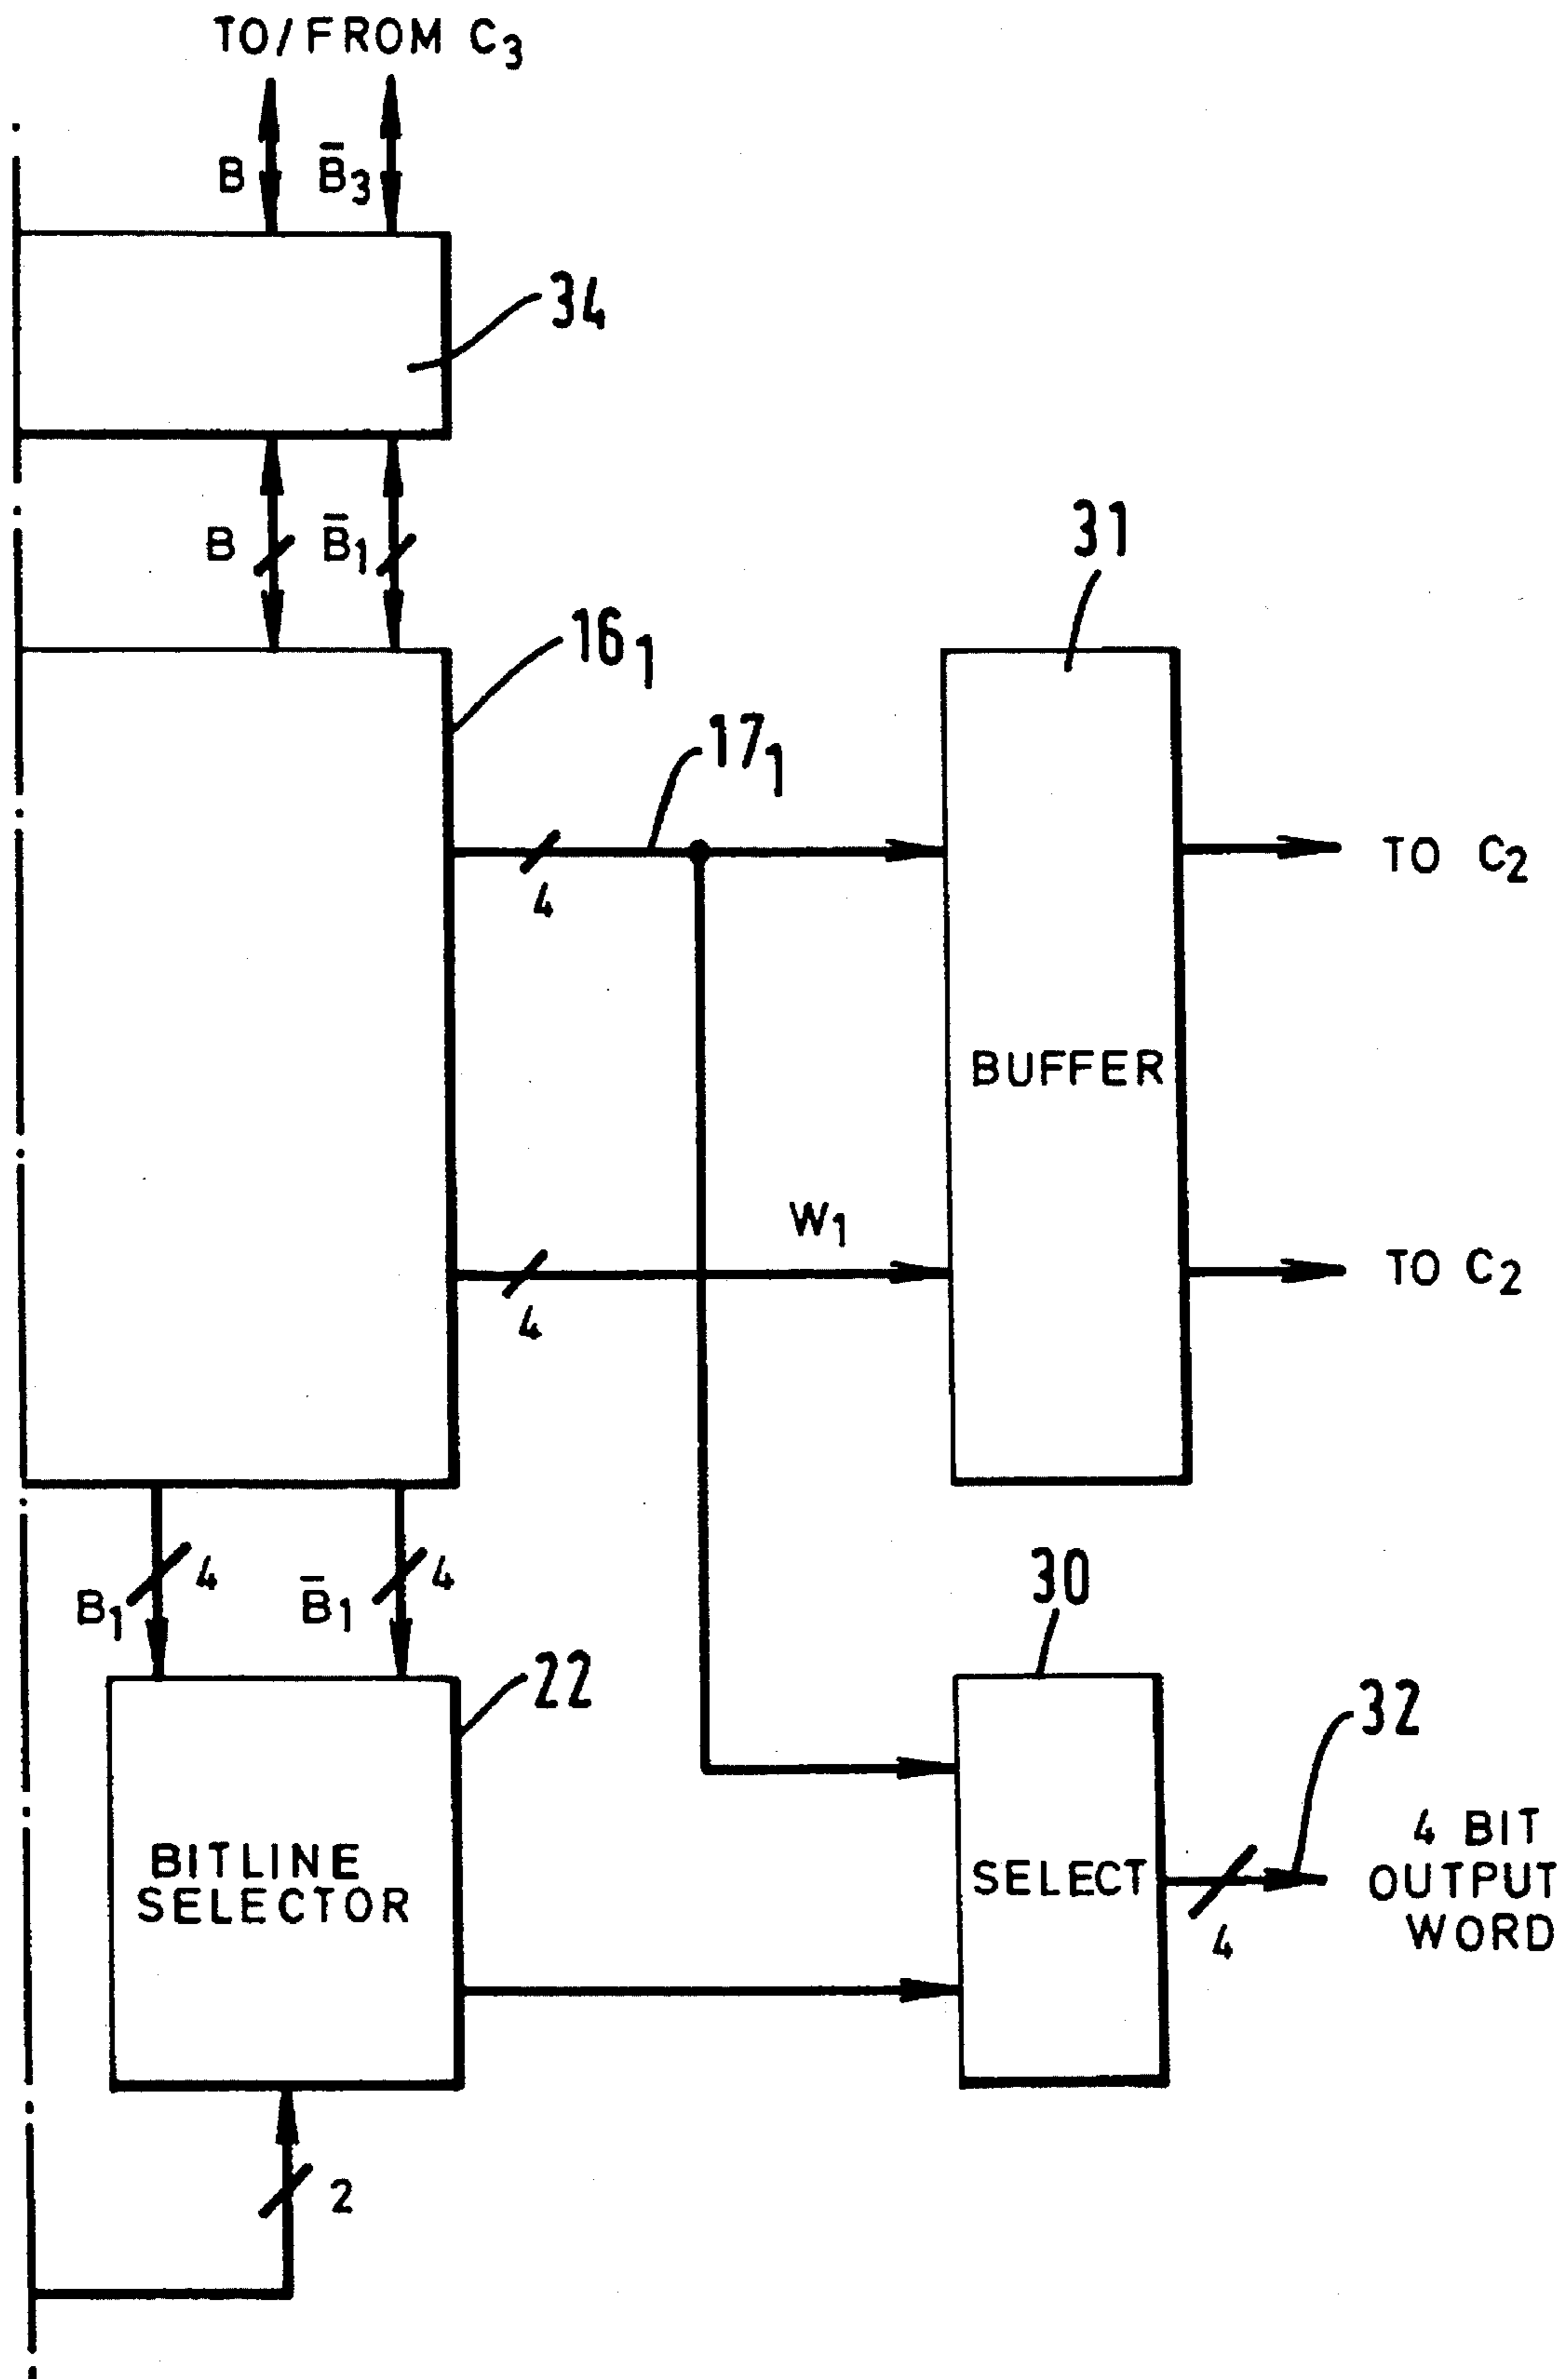 TO/FROM C₃
B B̄₃
34
B B̄₁
31
16₁
17₁
4
TO C₂
BUFFER
W₁
4
TO C₂
B₁ 4 B̄₁ 4
30
22
32
BITLINE
SELECTOR
SELECT
4 BIT
OUTPUT
WORD
4
2